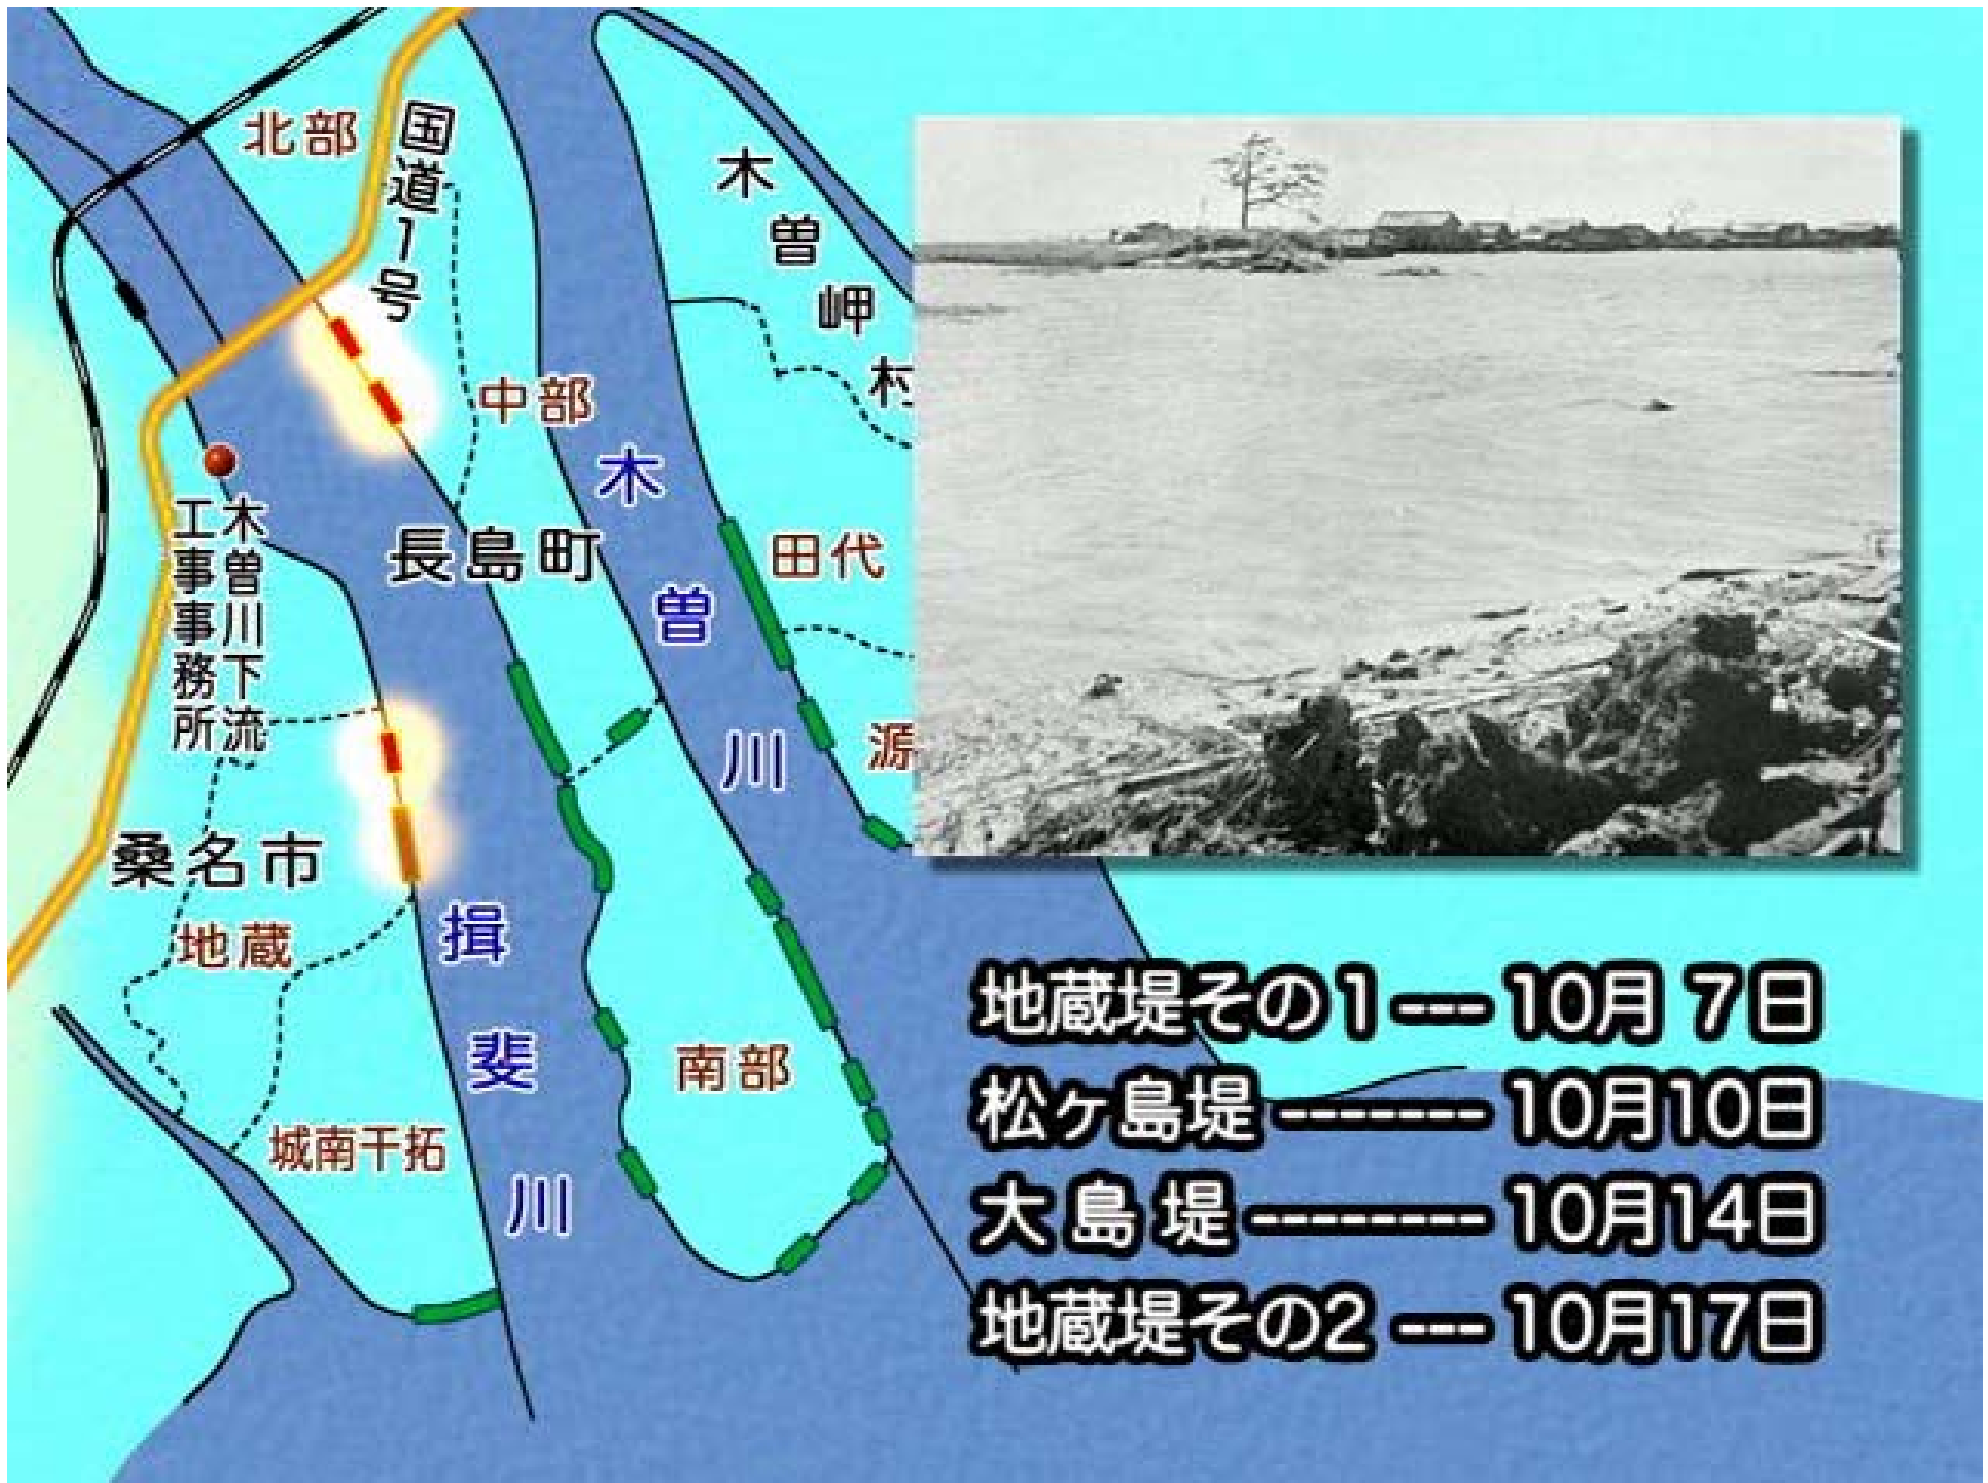 北部
国道1号
木曽岬村
中部
木曽川
田代
長島町
木曽川下流
工事事務所
源
桑名市
地蔵
揖斐川
南部
城南干拓
地蔵堤その1---10月 7日
松ヶ島堤-------10月10日
大島堤--------10月14日
地蔵堤その2 ---10月17日